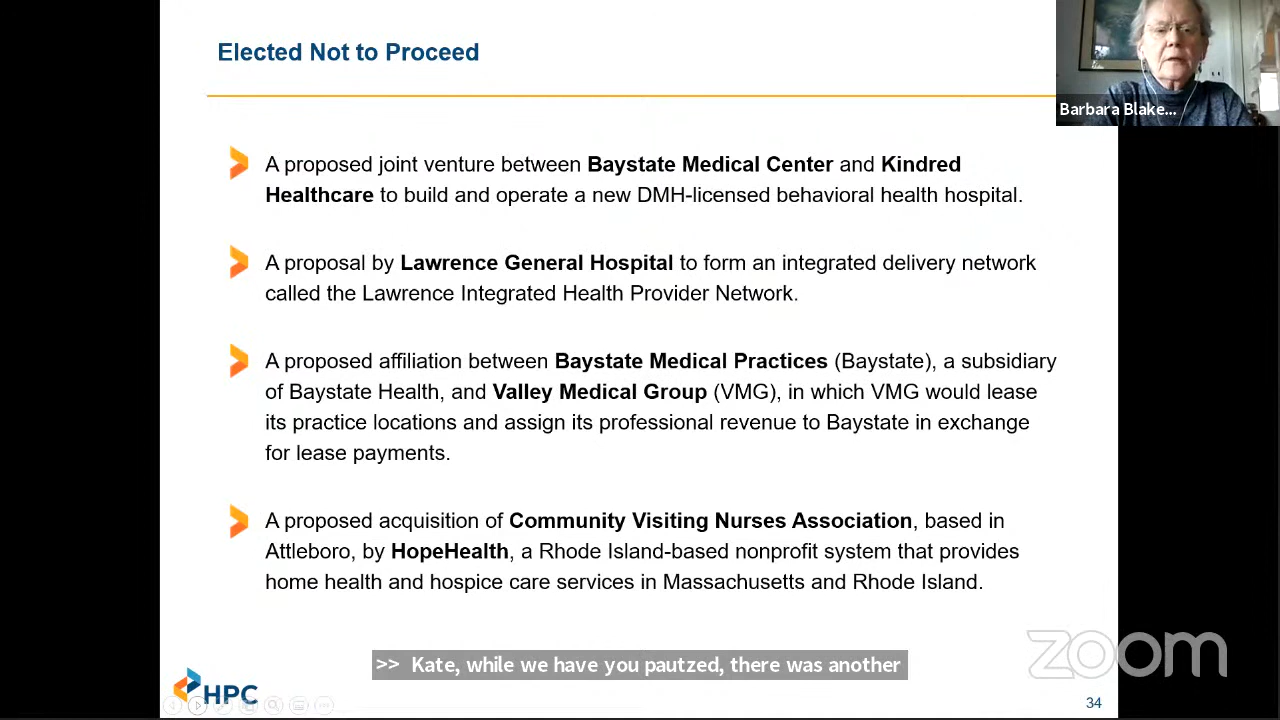 Elected Not to Proceed
Barbara Blake...
A proposed joint venture between Baystate Medical Center and Kindred
Healthcare to build and operate a new DMH-licensed behavioral health hospital.
A proposal by Lawrence General Hospital to form an integrated delivery network
called the Lawrence Integrated Health Provider Network.
A proposed affiliation between Baystate Medical Practices (Baystate), a subsidiary
of Baystate Health, and Valley Medical Group (VMG), in which VMG would lease
its practice locations and assign its professional revenue to Baystate in exchange
for lease payments.
A proposed acquisition of Community Visiting Nurses Association, based in
Attleboro, by HopeHealth, a Rhode Island-based nonprofit system that provides
home health and hospice care services in Massachusetts and Rhode Island.
>> Kate, while we have you pautzed, there was another
zoom
HPC
34